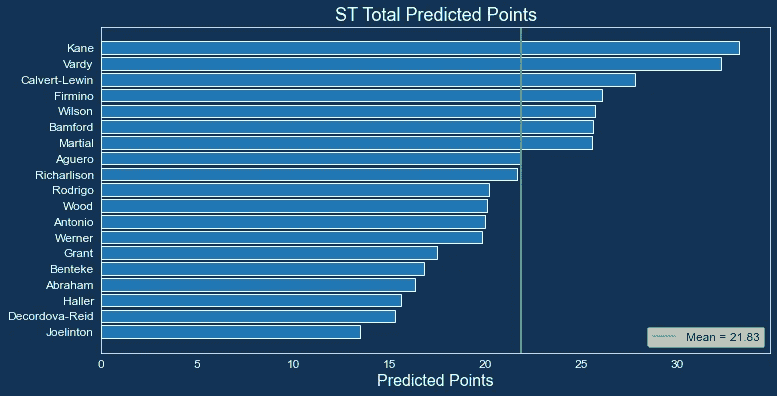 ST Total Predicted Points
Kane
Vardy
Calvert-Lewin
Firmino
Wilson
Bamford
Martial
Aguero
Richarlison
Rodrigo
Wood
Antonio
Werner
Grant
Benteke
Abraham
Haller
Decordova-Reid
Joelinton
Mean = 21.83
0 5 10 15 20 25 30
Predicted Points